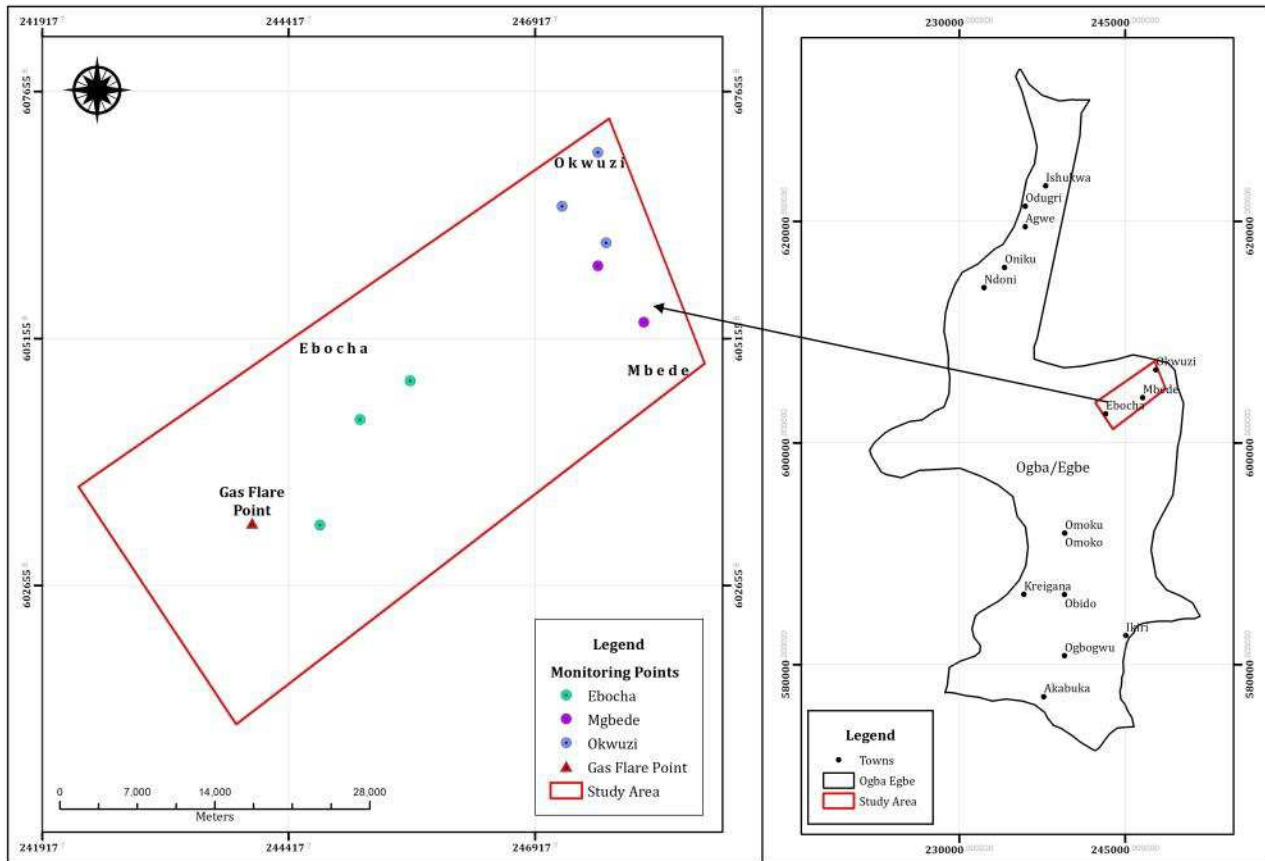 241917
244417
246917
607655
607655
605155
605155
602655
602655
Okwuzi
Ebocha
Mbede
Gas Flare
Point
Legend
Monitoring Points
Ebocha
Mgbede
Okwuzi
Gas Flare Point
Study Area
0 7,000 14,000 28,000
Meters
241917
244417
246917
230000
245000
620000
620000
600000
600000
580000
580000
Ishukwa
Odugri
Agwe
Oniku
Ndoni
Okwuzi
Mbede
Ebocha
Ogba/Egbe
Omoku
Omoko
Kreigana
Obido
Ikiri
Ogbogwu
Akabuka
Legend
Towns
Ogba Egbe
Study Area
230000
245000